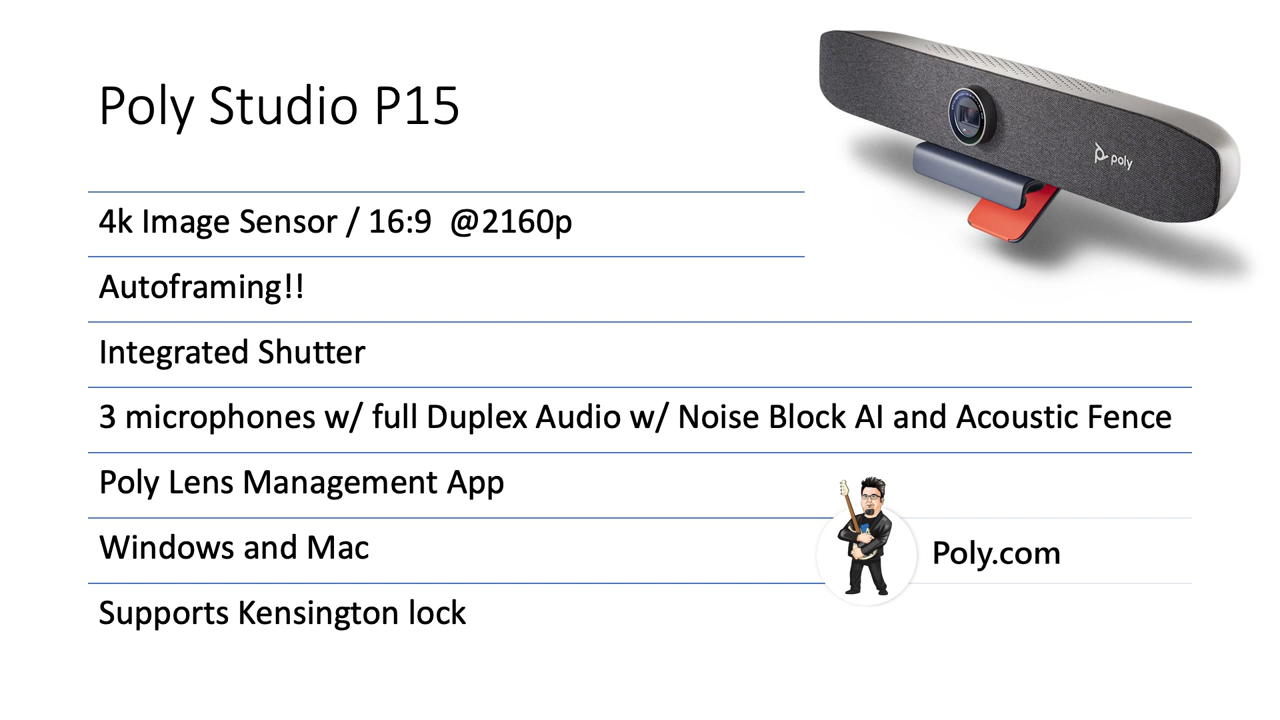 Poly Studio P15
poly
4k Image Sensor / 16:9 @2160p
Autoframing!!
Integrated Shutter
3 microphones w/ full Duplex Audio w/ Noise Block AI and Acoustic Fence
Poly Lens Management App
Windows and Mac
Poly.com
Supports Kensington lock